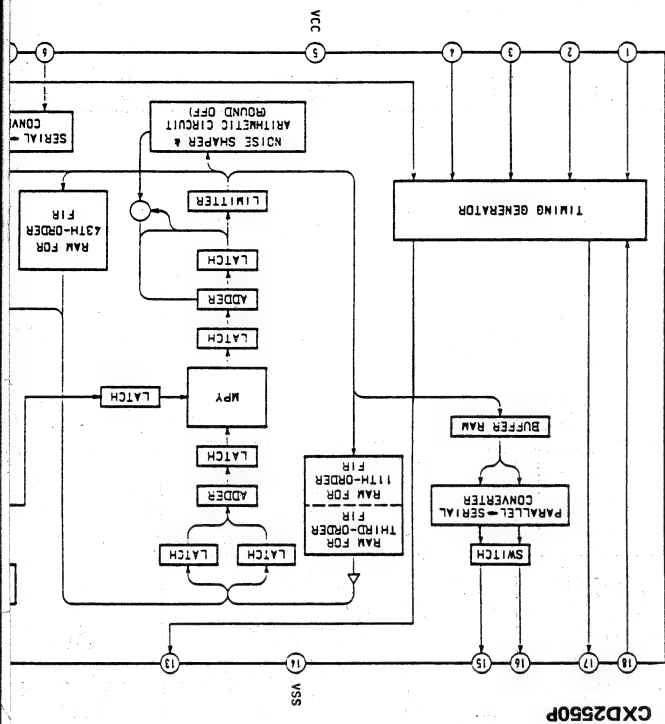 CXD2550P
18
17
16
15
VSS
14
13
SWITCH
PARALLEL→SERIAL
CONVERTER
BUFFER RAM
RAM FOR
THIRD-ORDER
FIR
RAM FOR
11TH-ORDER
FIR
LATCH
LATCH
ADDER
LATCH
MPY
LATCH
LATCH
ADDER
LATCH
LIMITTER
TIMING GENERATOR
RAM FOR
43TH-ORDER
FIR
NOISE SHAPER &
ARITHMETIC CIRCUIT
(ROUND OFF)
SERIAL→
1
2
3
4
5
VCC
6